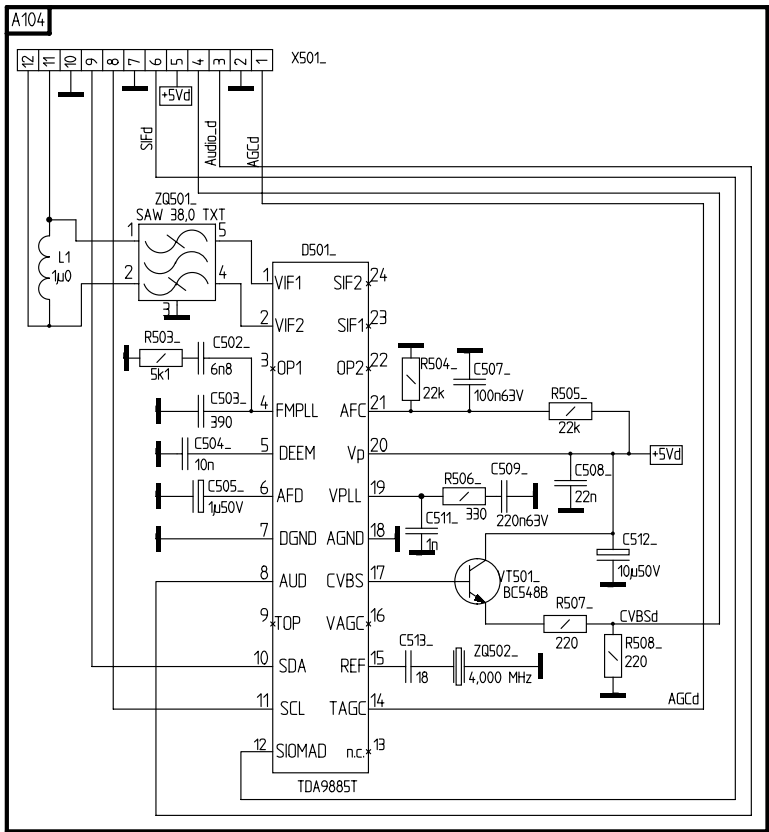 A104
12 11 10 9 8 7 6 5 4 3 2 1 X501_
+5Vd
SIFd
Audio_d
AGCd
ZQ501_
SAW 38,0 TXT
1 5
2 4
3
L1
1µ0
D501_
1 VIF1 SIF2 24
2 VIF2 SIF1 23
3 OP1 OP2 22
4 FMPLL AFC 21
5 DEEM Vp 20
6 AFD VPLL 19
7 DGND AGND 18
8 AUD CVBS 17
9 TOP VAGC 16
10 SDA REF 15
11 SCL TAGC 14
12 SIOMAD n.c. 13
TDA9885T
R503_
5k1
C502_
6n8
C503_
390
C504_
10n
C505_
1µ50V
R504_
22k
C507_
100n63V
R505_
22k
+5Vd
R506_
330
C509_
220n63V
C508_
22n
C511_
1n
C512_
10µ50V
VT501_
BC548B
R507_
220
CVBSd
R508_
220
C513_
18
ZQ502_
4,000 MHz
AGCd